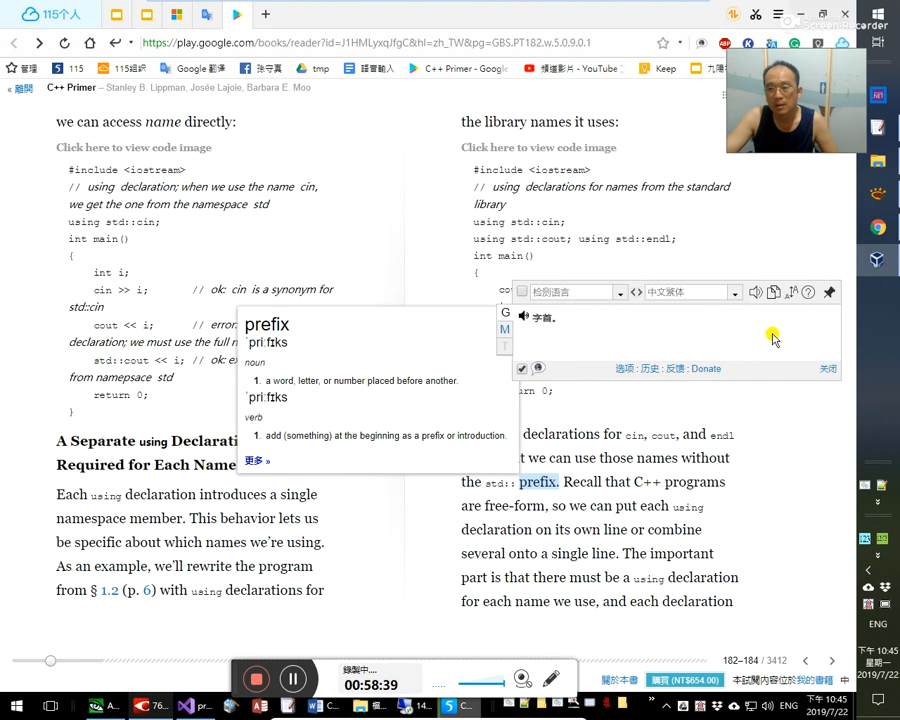 115个人
Screen Recorder
https://play.google.com/books/reader?id=J1HMLyxqJfgC&hl=zh_TW&pg=GBS.PT182.w.5.0.9.0.1
管理
115
115組織
Google 翻譯
孫守真
tmp
語音輸入
C++ Primer - Google
頻道影片 - YouTube
Keep
九陽
« 離開 C++ Primer – Stanley B. Lippman, Josée Lajoie, Barbara E. Moo
we can access name directly:
Click here to view code image
#include <iostream>
// using declaration; when we use the name cin,
we get the one from the namespace std
using std::cin;
int main()
{
int i;
cin >> i; // ok: cin is a synonym for
std::cin
cout << i; // error
declaration; we must use the full n
std::cout << i; // ok: e
from namepsace std
return 0;
}
A Separate using Declarati
Required for Each Name
Each using declaration introduces a single
namespace member. This behavior lets us
be specific about which names we’re using.
As an example, we’ll rewrite the program
from § 1.2 (p. 6) with using declarations for
the library names it uses:
Click here to view code image
#include <iostream>
// using declarations for names from the standard
library
using std::cin;
using std::cout; using std::endl;
int main()
{
co
return 0;
declarations for cin, cout, and endl
t we can use those names without
the std:: prefix. Recall that C++ programs
are free-form, so we can put each using
declaration on its own line or combine
several onto a single line. The important
part is that there must be a using declaration
for each name we use, and each declaration
prefix
ˈpriːfɪks
noun
1. a word, letter, or number placed before another.
ˈpriːfɪks
verb
1. add (something) at the beginning as a prefix or introduction.
更多 »
G
M
T
检测语言
中文繁体
字首。
选项 : 历史 : 反馈 : Donate
关闭
182–184 / 3412
錄製中....
00:58:39
關於本書
購買 (NT$654.00)
本試閱內容位於我的書籍 中
ENG
下午 10:45
星期一
2019/7/22
A...
76...
pr...
C...
14...
C...
ENG
下午 10:45
2019/7/22